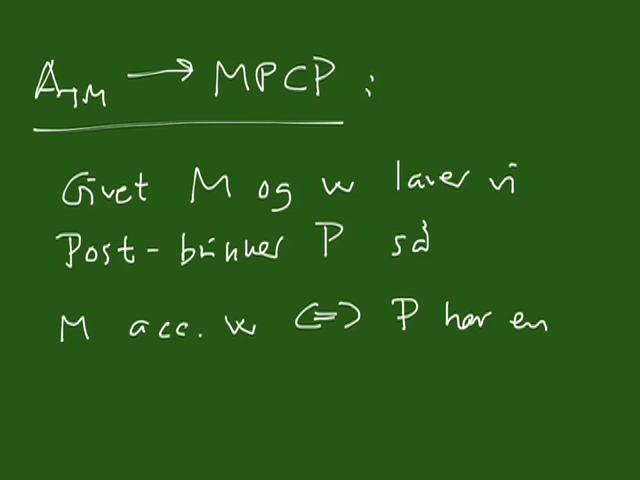 A_TM → MPCP :
Givet M og w laver vi
Post-brikker P så
M acc. w <=> P har en